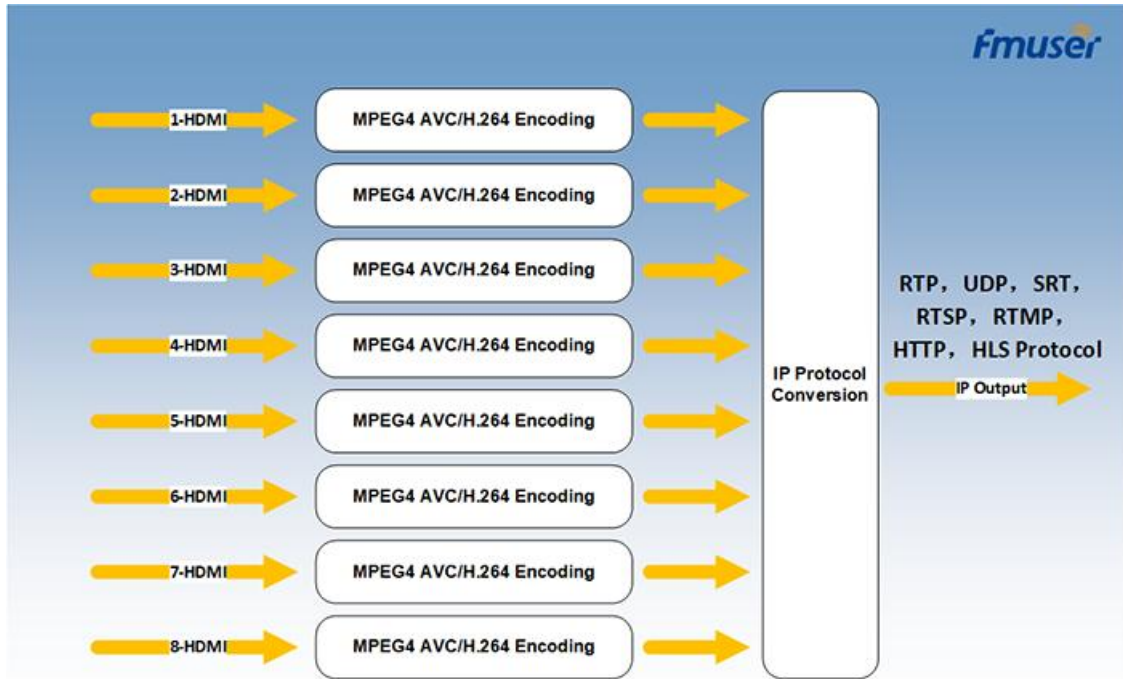 Fmuser
1-HDMI
MPEG4 AVC/H.264 Encoding
2-HDMI
MPEG4 AVC/H.264 Encoding
3-HDMI
MPEG4 AVC/H.264 Encoding
4-HDMI
MPEG4 AVC/H.264 Encoding
5-HDMI
MPEG4 AVC/H.264 Encoding
6-HDMI
MPEG4 AVC/H.264 Encoding
7-HDMI
MPEG4 AVC/H.264 Encoding
8-HDMI
MPEG4 AVC/H.264 Encoding
IP Protocol
Conversion
RTP，UDP，SRT，
RTSP，RTMP，
HTTP，HLS Protocol
IP Output